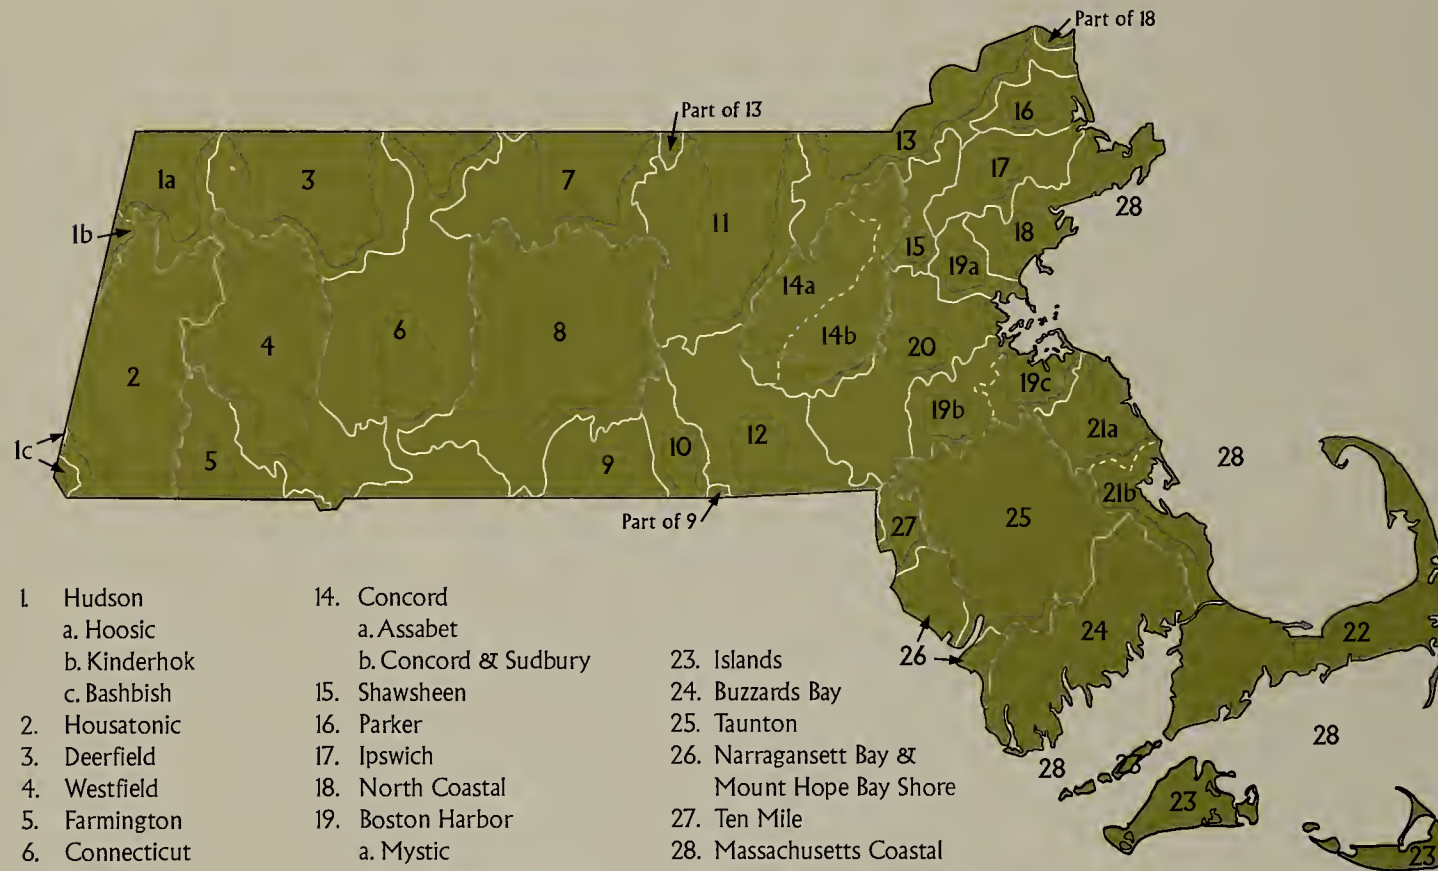 Part of 18
Part of 13
16
13
1a
3
7
17
28
11
18
1b
15
19a
14a
6
8
14b
4
20
2
19c
19b
21a
12
10
1c
5
9
28
21b
Part of 9
27
25
24
22
26
28
28
23
23
23
1. Hudson
a. Hoosic
b. Kinderhok
c. Bashbish
2. Housatonic
3. Deerfield
4. Westfield
5. Farmington
6. Connecticut
14. Concord
a. Assabet
b. Concord & Sudbury
15. Shawsheen
16. Parker
17. Ipswich
18. North Coastal
19. Boston Harbor
a. Mystic
23. Islands
24. Buzzards Bay
25. Taunton
26. Narragansett Bay &
Mount Hope Bay Shore
27. Ten Mile
28. Massachusetts Coastal